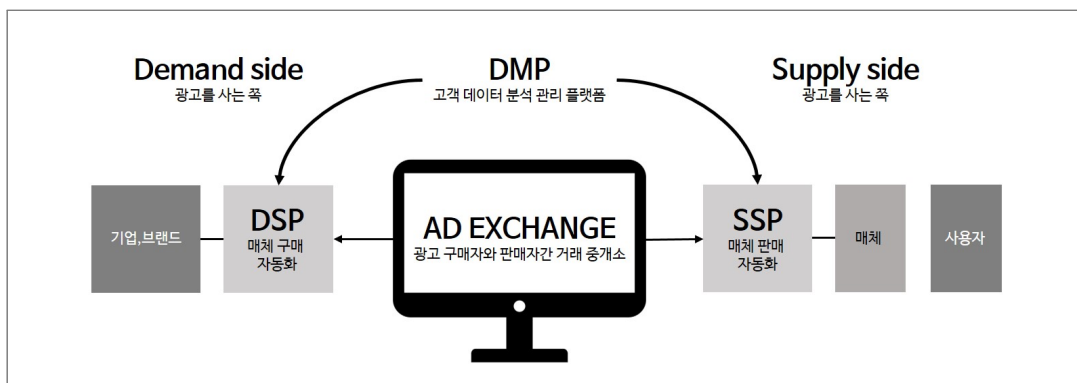 Demand side
광고를 사는 쪽
DMP
고객 데이터 분석 관리 플랫폼
Supply side
광고를 사는 쪽
기업,브랜드
DSP
매체 구매
자동화
AD EXCHANGE
광고 구매자와 판매자간 거래 중개소
SSP
매체 판매
자동화
매체
사용자